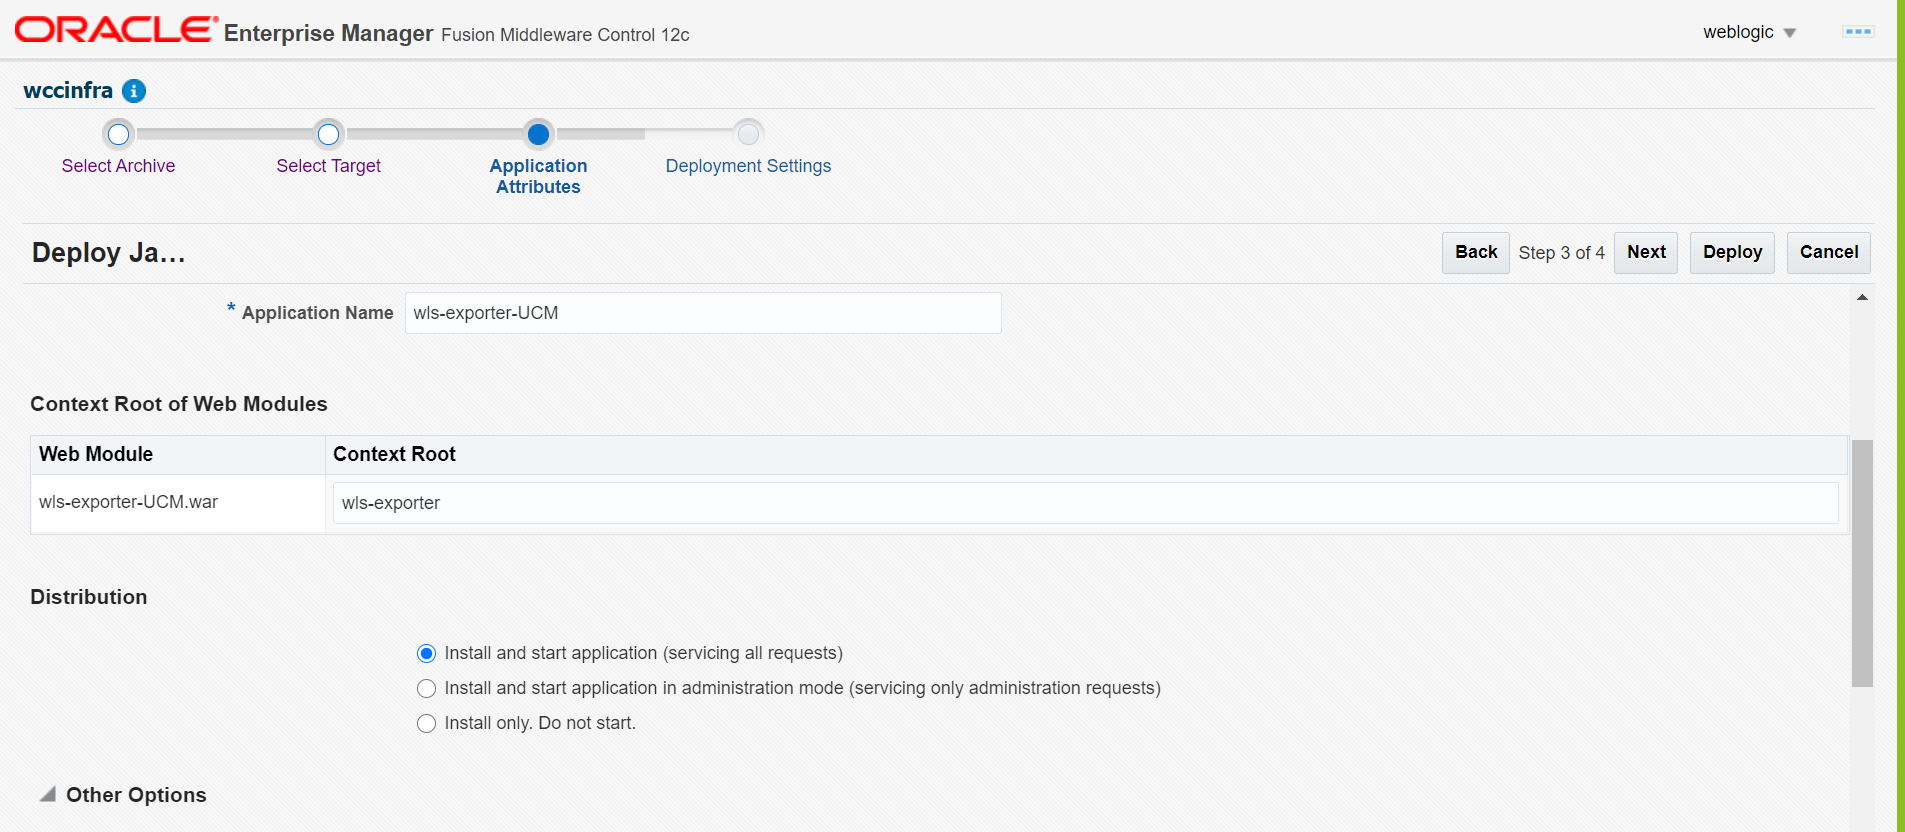 ORACLE Enterprise Manager Fusion Middleware Control 12c
weblogic
wccinfra
Select Archive
Select Target
Application
Attributes
Deployment Settings
Deploy Ja...
Back
Step 3 of 4
Next
Deploy
Cancel
* Application Name
wls-exporter-UCM
Context Root of Web Modules
Web Module
Context Root
wls-exporter-UCM.war
wls-exporter
Distribution
Install and start application (servicing all requests)
Install and start application in administration mode (servicing only administration requests)
Install only. Do not start.
Other Options